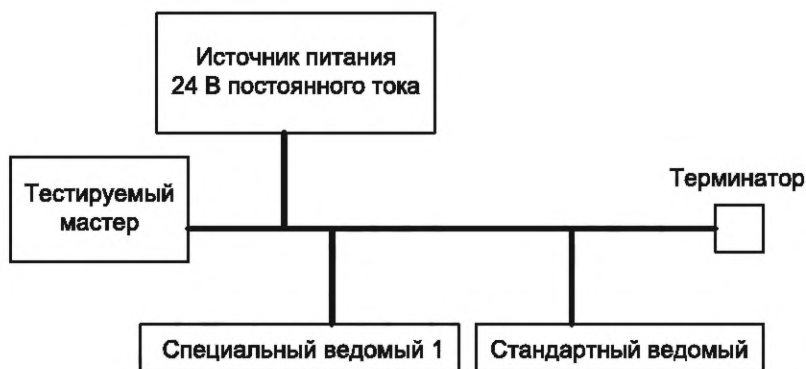 Источник питания
24 В постоянного тока
Тестируемый
мастер
Терминатор
Специальный ведомый 1
Стандартный ведомый